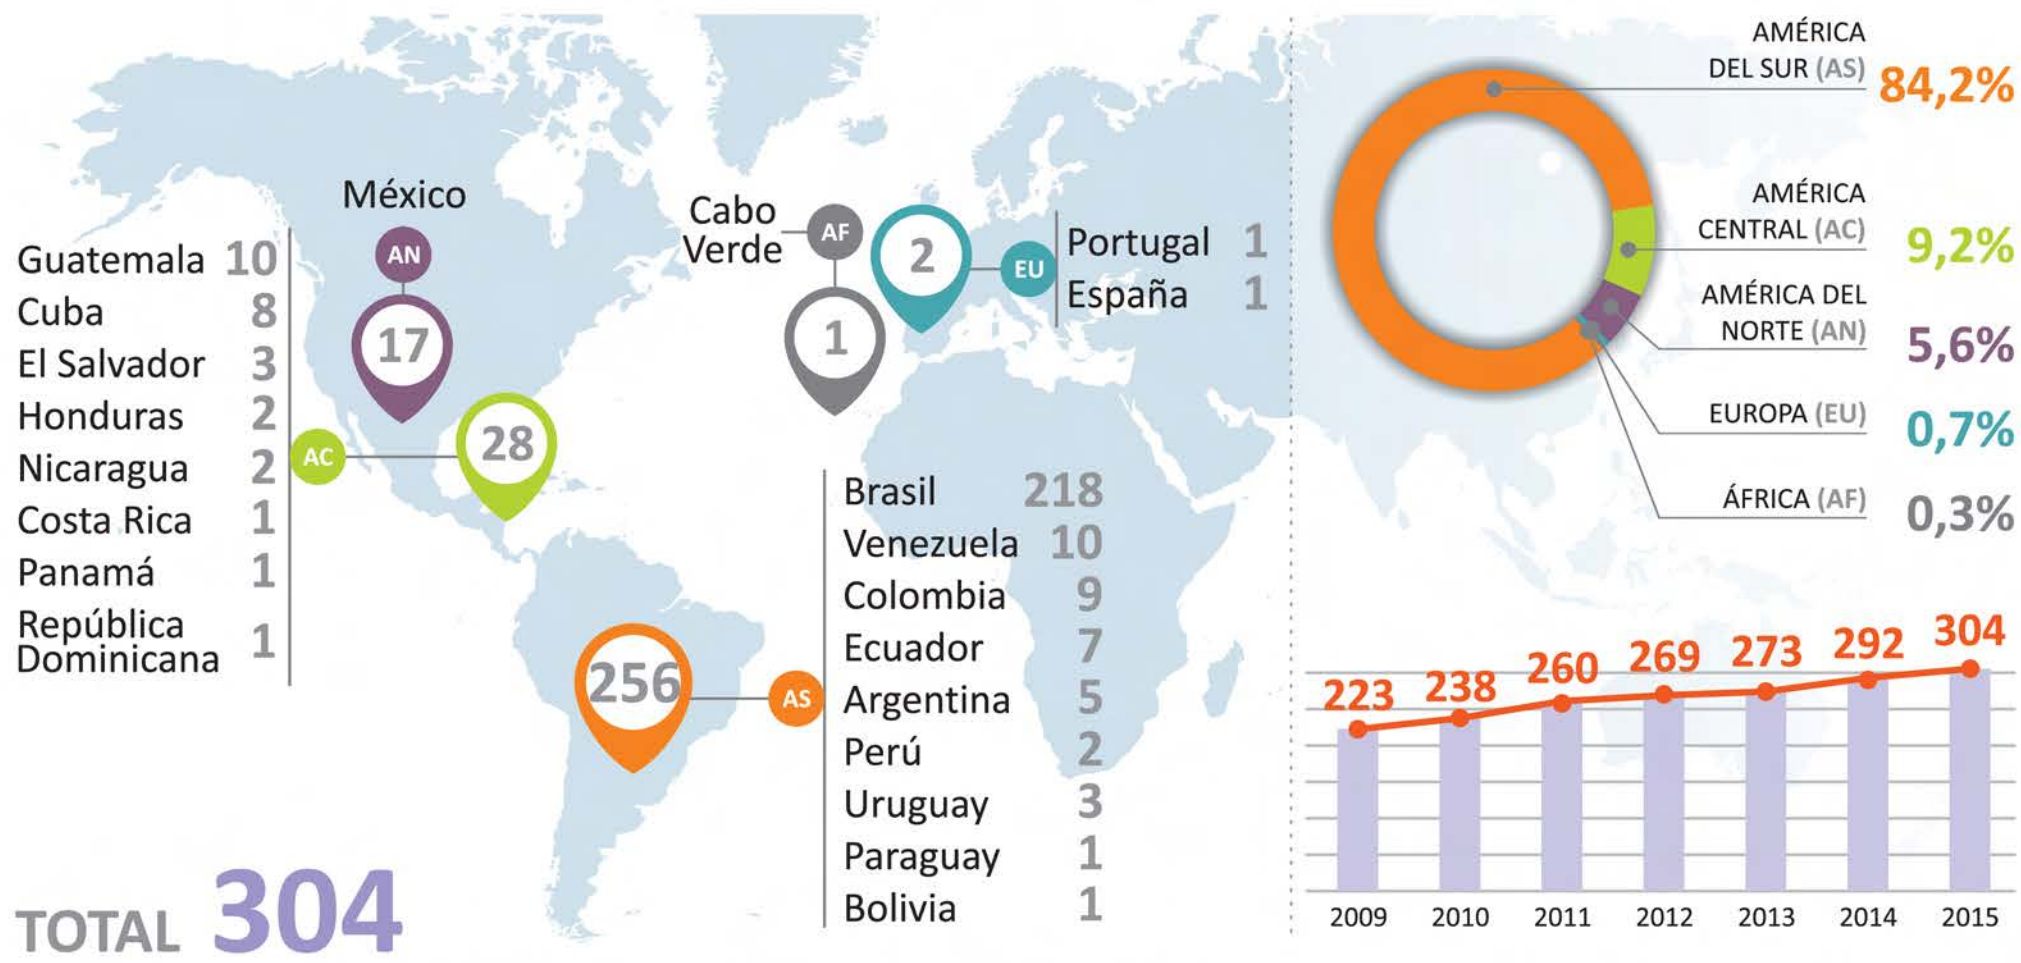 México
AN
17
Guatemala 10
Cuba 8
El Salvador 3
Honduras 2
Nicaragua 2
Costa Rica 1
Panamá 1
República
Dominicana 1
AC
28
Cabo
Verde
AF
1
2
EU
Portugal 1
España 1
256
AS
Brasil 218
Venezuela 10
Colombia 9
Ecuador 7
Argentina 5
Perú 2
Uruguay 3
Paraguay 1
Bolivia 1
TOTAL 304
AMÉRICA
DEL SUR (AS) 84,2%
AMÉRICA
CENTRAL (AC) 9,2%
AMÉRICA DEL
NORTE (AN) 5,6%
EUROPA (EU) 0,7%
ÁFRICA (AF) 0,3%
223 238 260 269 273 292 304
2009 2010 2011 2012 2013 2014 2015